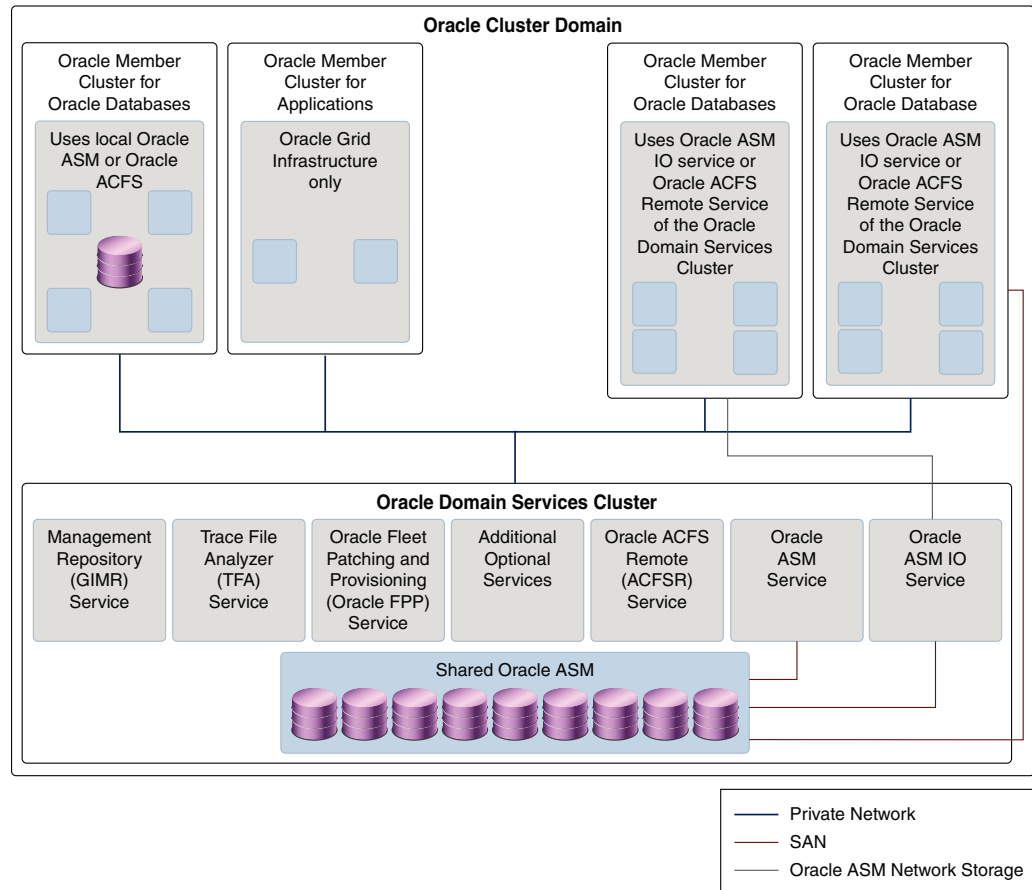 Oracle Cluster Domain
Oracle Member
Cluster for
Oracle Databases
Uses local Oracle
ASM or Oracle
ACFS
Oracle Member
Cluster for
Applications
Oracle Grid
Infrastructure
only
Oracle Member
Cluster for
Oracle Databases
Uses Oracle ASM
IO service or
Oracle ACFS
Remote Service
of the Oracle
Domain Services
Cluster
Oracle Member
Cluster for
Oracle Database
Uses Oracle ASM
IO service or
Oracle ACFS
Remote Service
of the Oracle
Domain Services
Cluster
Oracle Domain Services Cluster
Management
Repository
(GIMR)
Service
Trace File
Analyzer
(TFA)
Service
Oracle Fleet
Patching and
Provisioning
(Oracle FPP)
Service
Additional
Optional
Services
Oracle ACFS
Remote
(ACFSR)
Service
Oracle
ASM
Service
Oracle
ASM IO
Service
Shared Oracle ASM
Private Network
SAN
Oracle ASM Network Storage